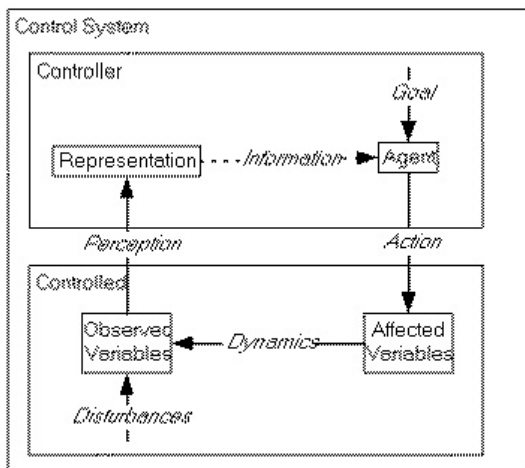 Control System
Controller
Goal
Representation
Information
Agent
Perception
Action
Controlled
Observed
Variables
Dynamics
Affected
Variables
Disturbances